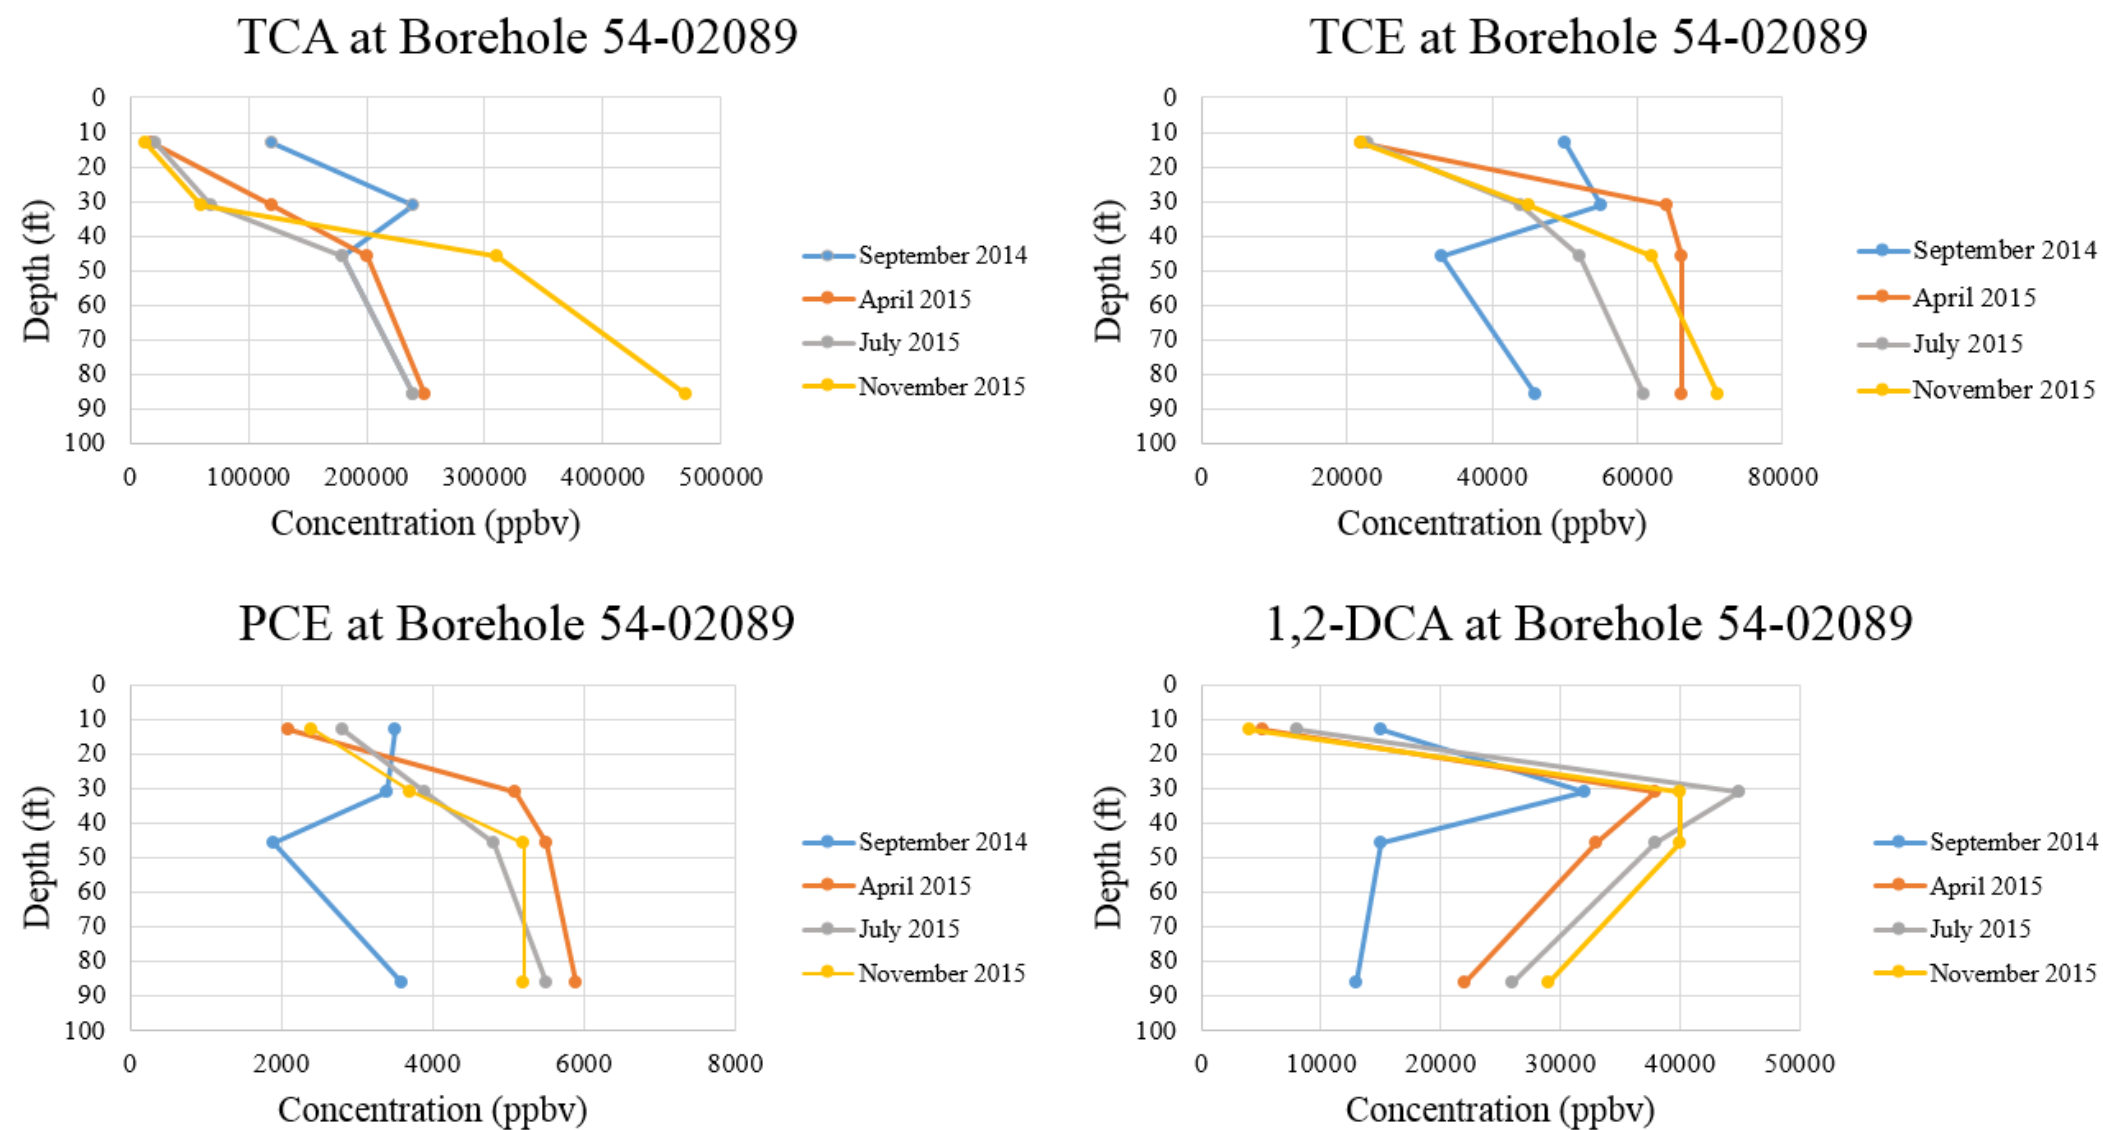 TCA at Borehole 54-02089
0
10
20
30
40
50
60
70
80
90
100
Depth (ft)
0 100000 200000 300000 400000 500000
Concentration (ppbv)
September 2014
April 2015
July 2015
November 2015
TCE at Borehole 54-02089
0
10
20
30
40
50
60
70
80
90
100
Depth (ft)
0 20000 40000 60000 80000
Concentration (ppbv)
September 2014
April 2015
July 2015
November 2015
PCE at Borehole 54-02089
0
10
20
30
40
50
60
70
80
90
100
Depth (ft)
0 2000 4000 6000 8000
Concentration (ppbv)
September 2014
April 2015
July 2015
November 2015
1,2-DCA at Borehole 54-02089
0
10
20
30
40
50
60
70
80
90
100
Depth (ft)
0 10000 20000 30000 40000 50000
Concentration (ppbv)
September 2014
April 2015
July 2015
November 2015